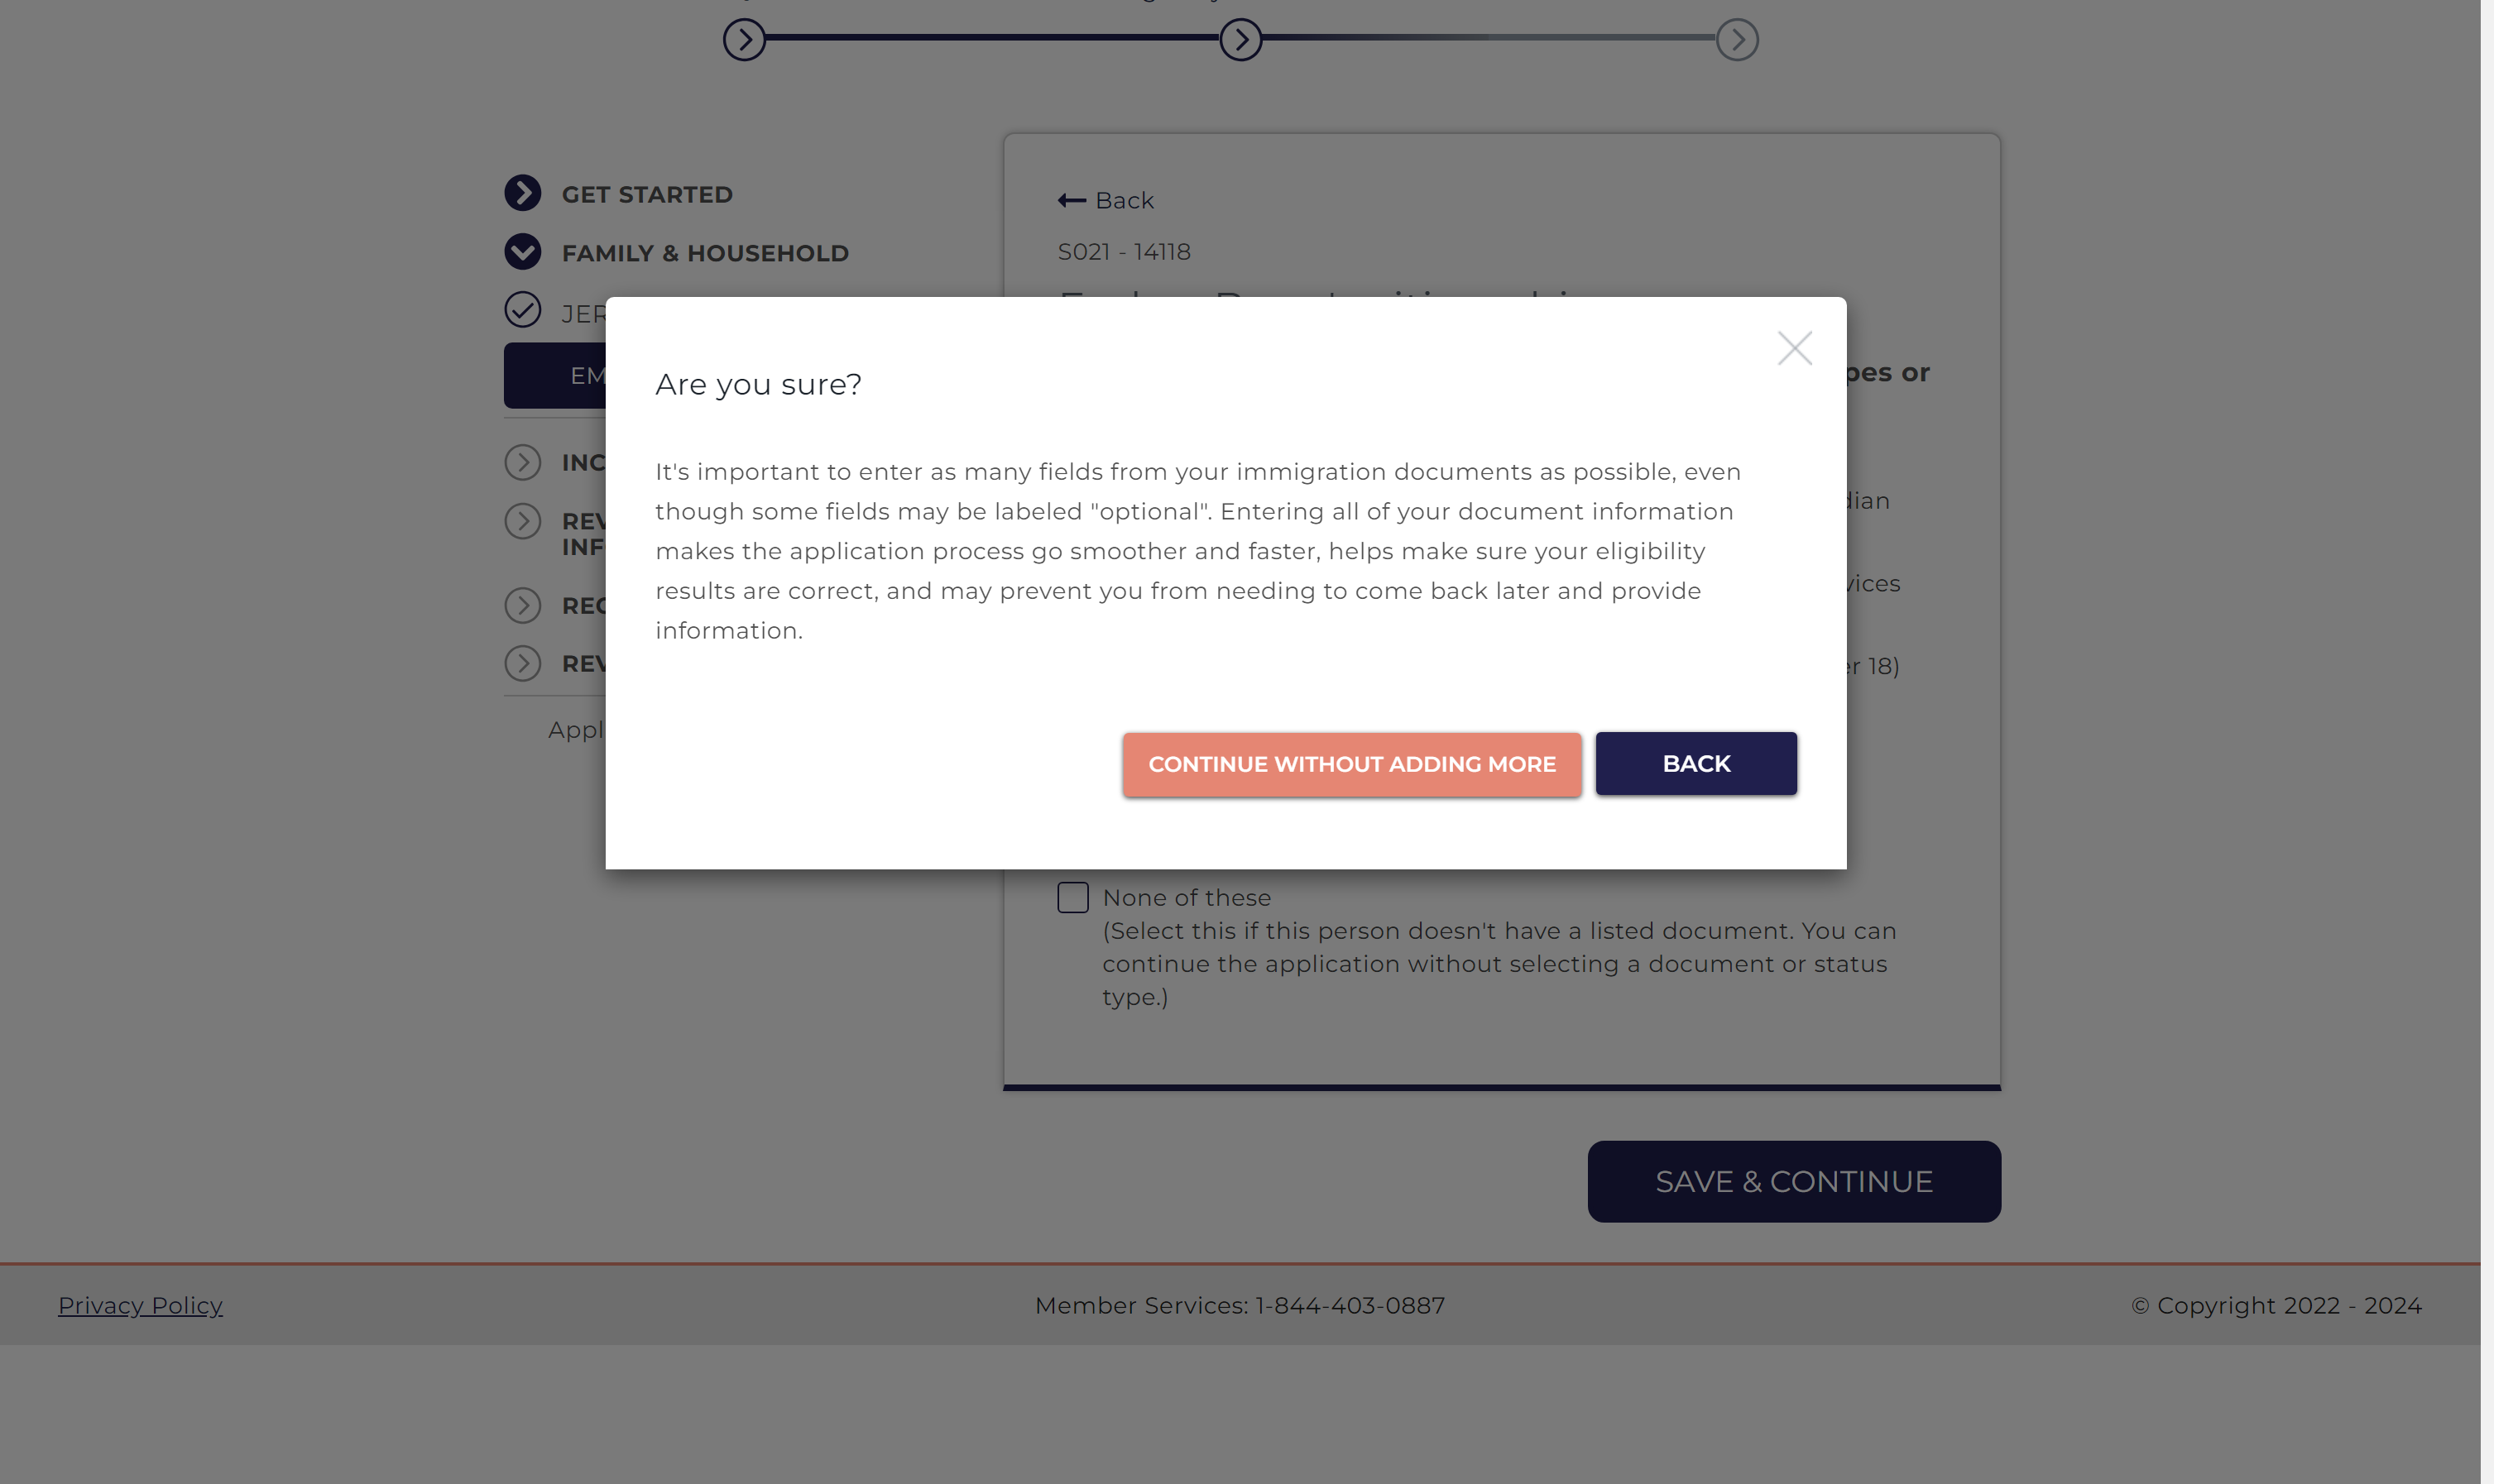 Back
S021 - 14118
GET STARTED
FAMILY & HOUSEHOLD
pes or
Are you sure?
It's important to enter as many fields from your immigration documents as possible, even
though some fields may be labeled "optional". Entering all of your document information
makes the application process go smoother and faster, helps make sure your eligibility
results are correct, and may prevent you from needing to come back later and provide
information.
CONTINUE WITHOUT ADDING MORE
BACK
JER
EM
INC
REV
INF
REC
REV
Appl
dian
vices
er 18)
None of these
(Select this if this person doesn't have a listed document. You can
continue the application without selecting a document or status
type.)
SAVE & CONTINUE
Privacy Policy
Member Services: 1-844-403-0887
© Copyright 2022 - 2024